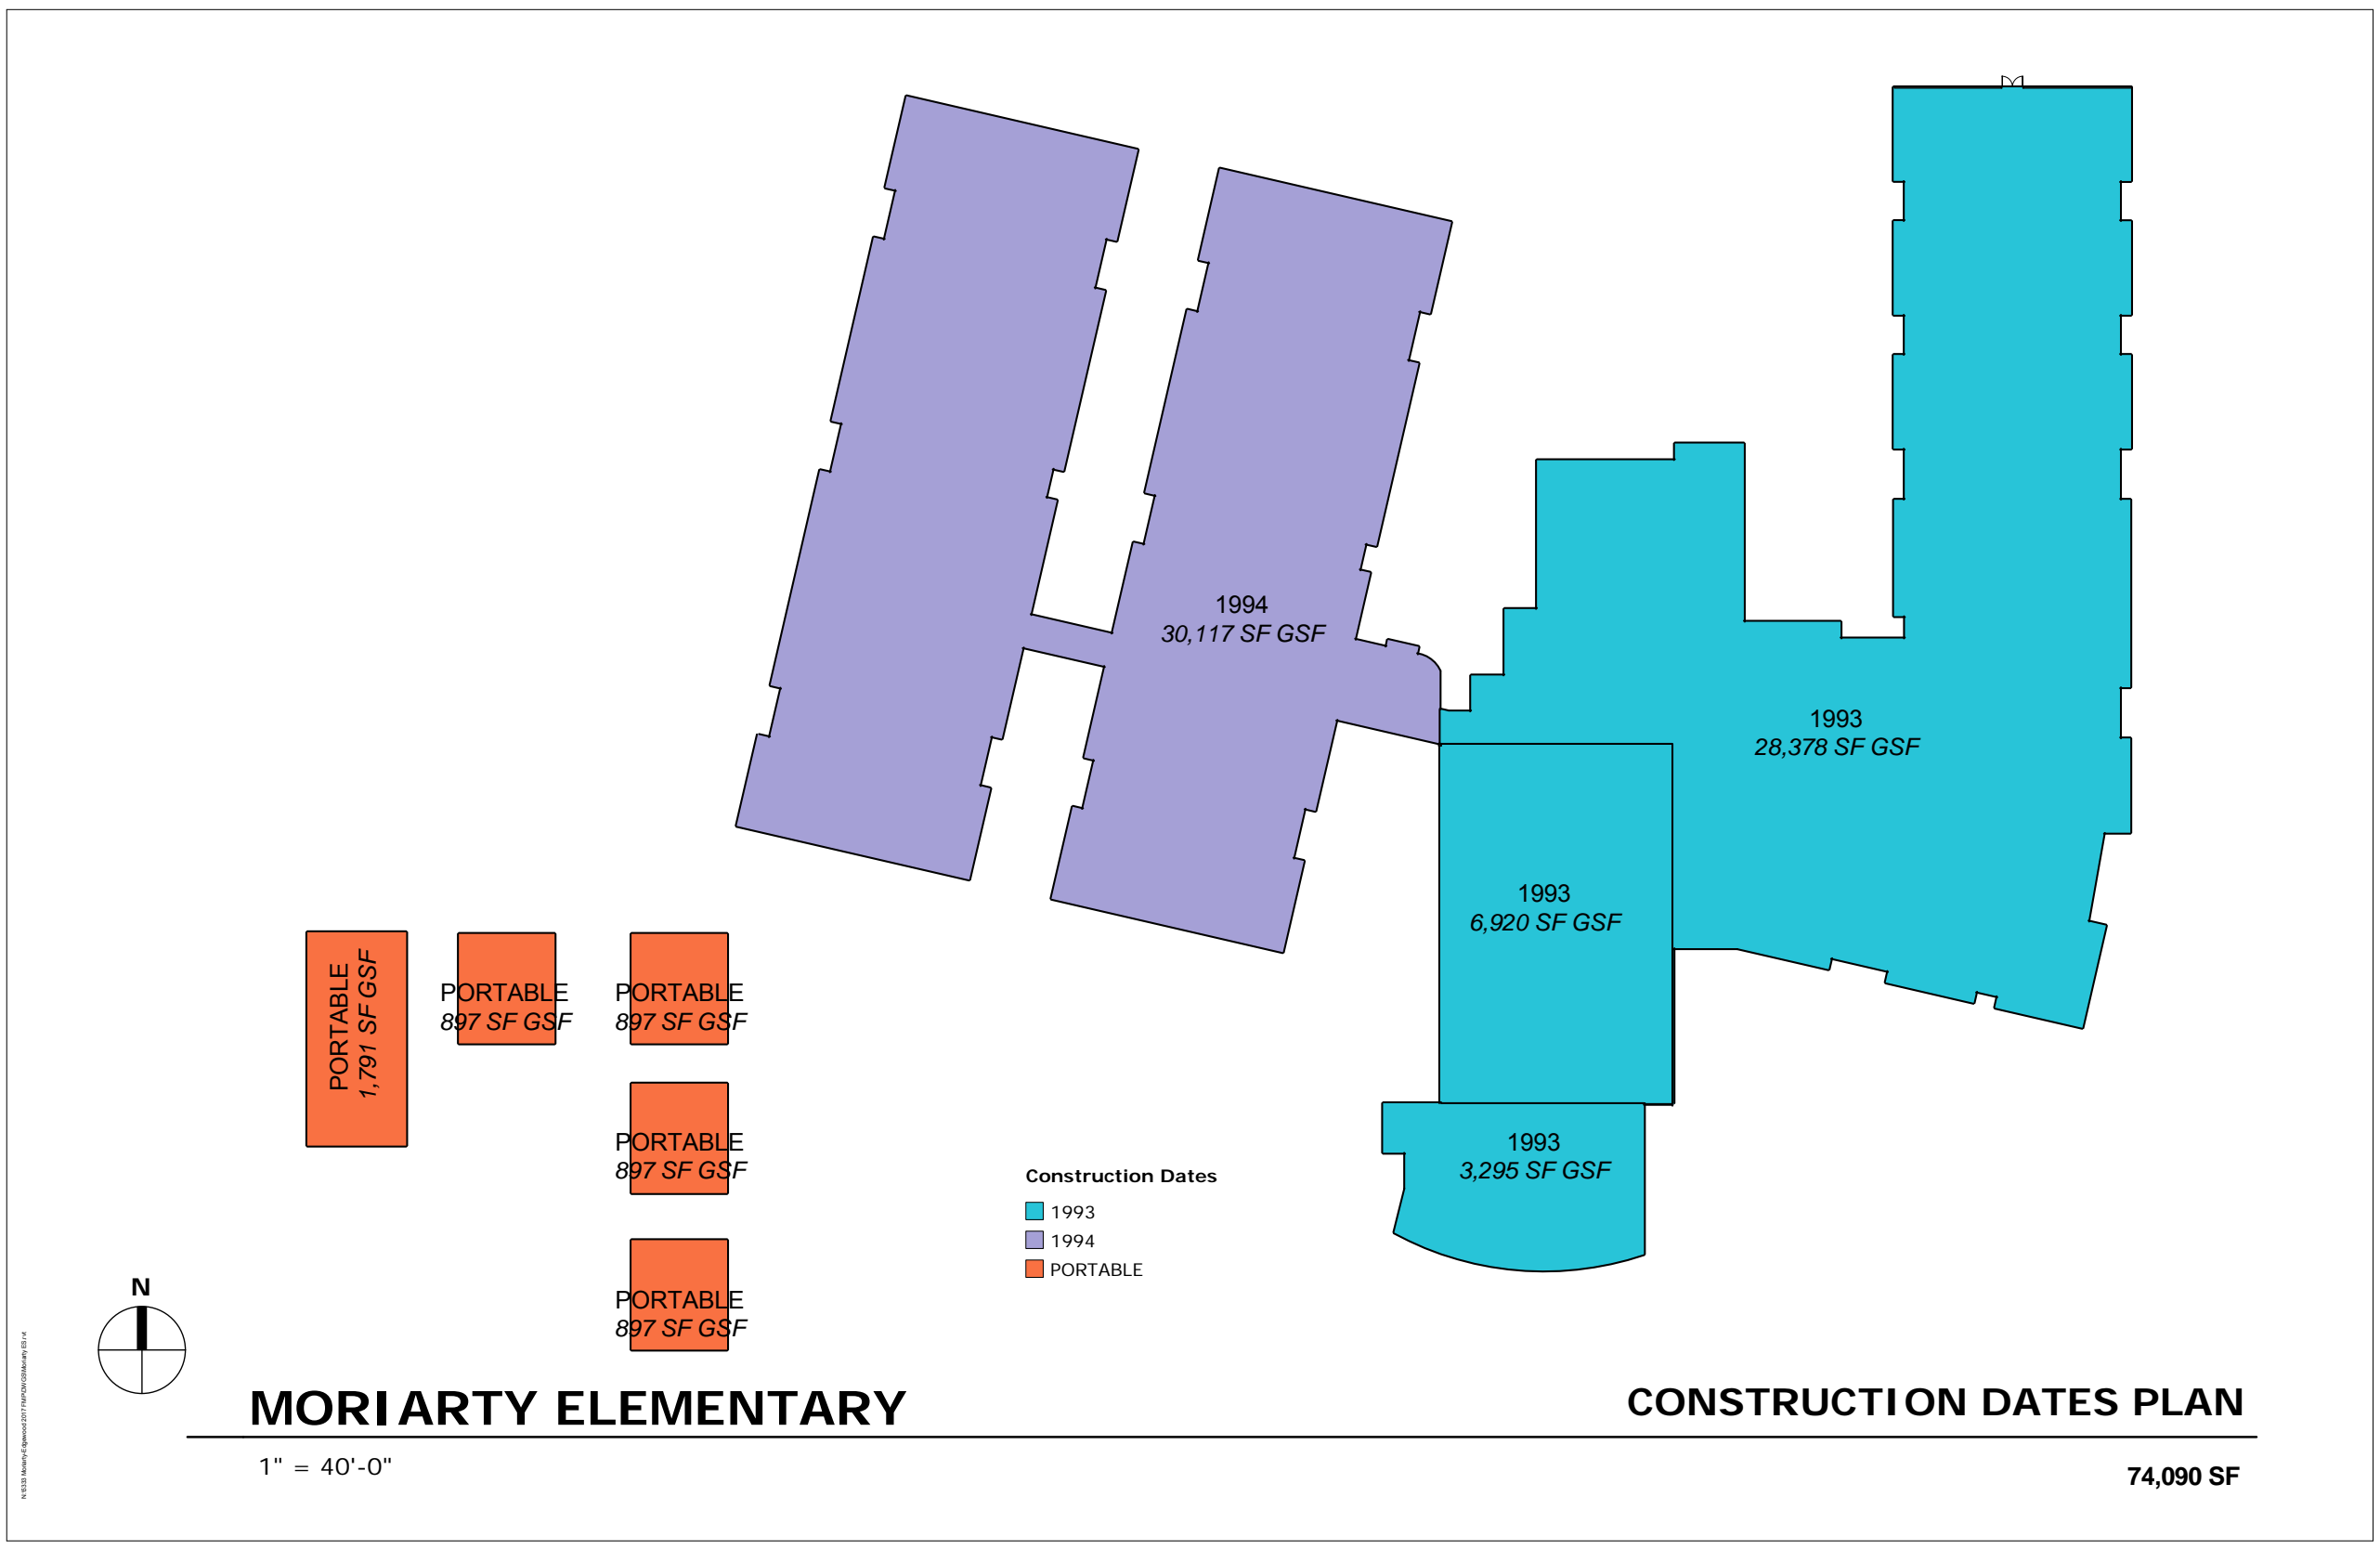 1994
30,117 SF GSF
1993
28,378 SF GSF
1993
6,920 SF GSF
PORTABLE
1,791 SF GSF
PORTABLE
897 SF GSF
PORTABLE
897 SF GSF
PORTABLE
897 SF GSF
1993
3,295 SF GSF
Construction Dates
1993
1994
PORTABLE
PORTABLE
897 SF GSF
N
MORIARTY ELEMENTARY
CONSTRUCTION DATES PLAN
1" = 40'-0"
74,090 SF